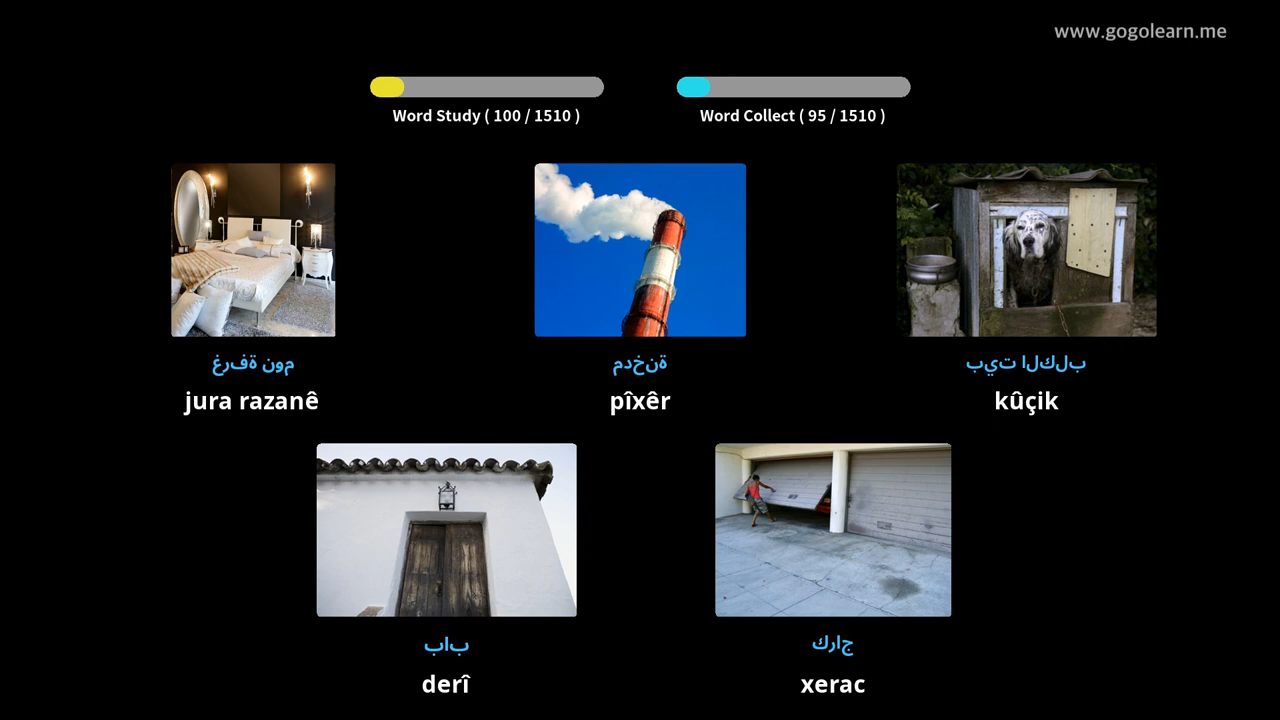 www.gogolearn.me
Word Study ( 100 / 1510 )
Word Collect ( 95 / 1510 )
غرفة نوم
jura razanê
مدخنة
pîxêr
بيت الكلب
kûçik
باب
derî
كراج
xerac